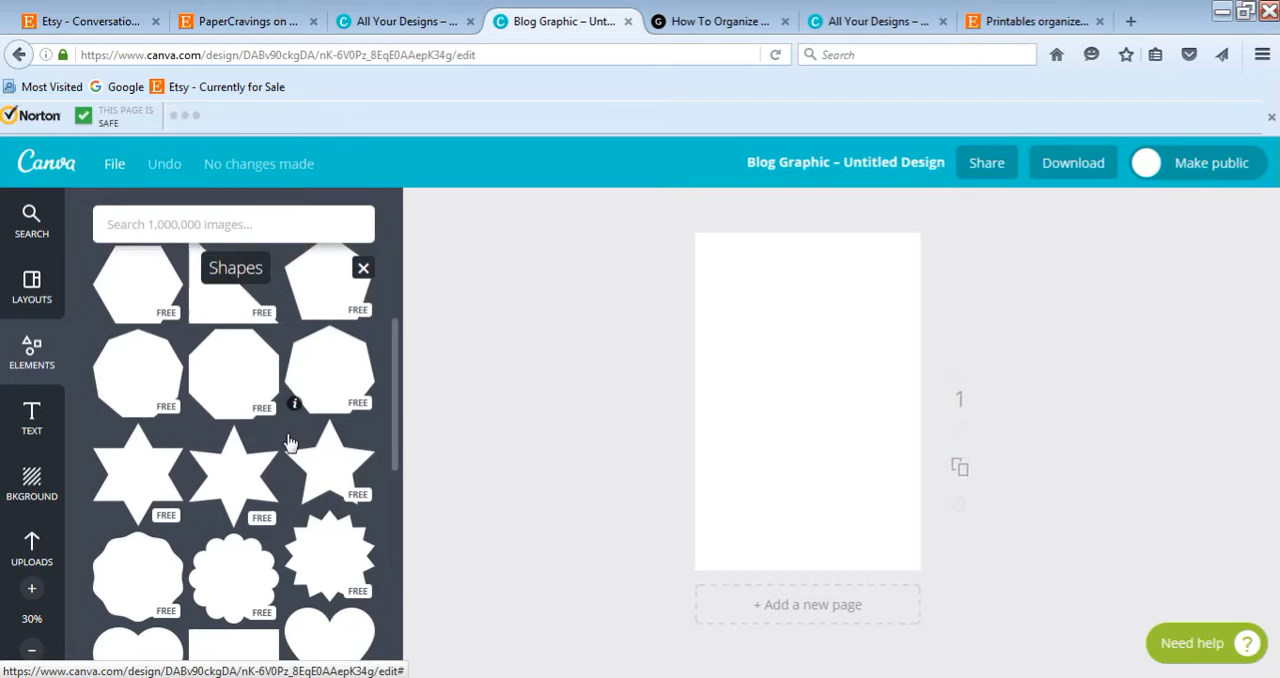 Etsy - Conversatio...
PaperCravings on ...
All Your Designs – ...
Blog Graphic – Unt...
How To Organize ...
All Your Designs – ...
Printables organize...
https://www.canva.com/design/DABv90ckgDA/nK-6V0Pz_8EqE0AAepK34g/edit
Search
Most Visited
Google
Etsy - Currently for Sale
Norton
THIS PAGE IS
SAFE
Canva
File
Undo
No changes made
Blog Graphic – Untitled Design
Share
Download
Make public
SEARCH
LAYOUTS
ELEMENTS
TEXT
BKGROUND
UPLOADS
30%
Search 1,000,000 images...
Shapes
FREE
FREE
FREE
FREE
FREE
FREE
FREE
FREE
FREE
FREE
FREE
FREE
1
+ Add a new page
Need help ?
https://www.canva.com/design/DABv90ckgDA/nK-6V0Pz_8EqE0AAepK34g/edit#